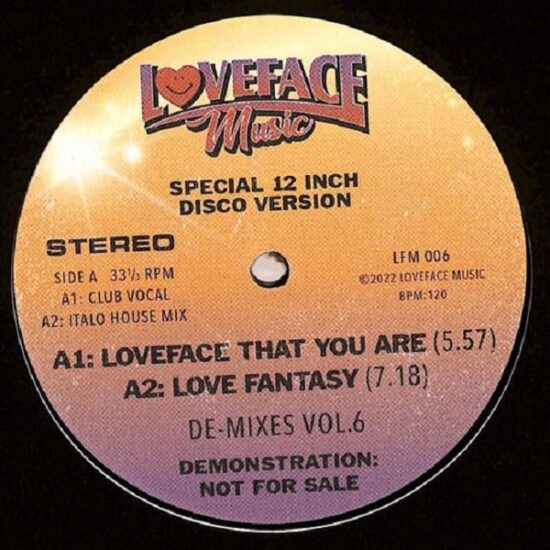 LOVEFACE
Music
SPECIAL 12 INCH
DISCO VERSION
STEREO
SIDE A 33⅓ RPM
A1: CLUB VOCAL
A2: ITALO HOUSE MIX
LFM 006
©2022 LOVEFACE MUSIC
BPM:120
A1: LOVEFACE THAT YOU ARE (5.57)
A2: LOVE FANTASY (7.18)
DE-MIXES VOL.6
DEMONSTRATION:
NOT FOR SALE